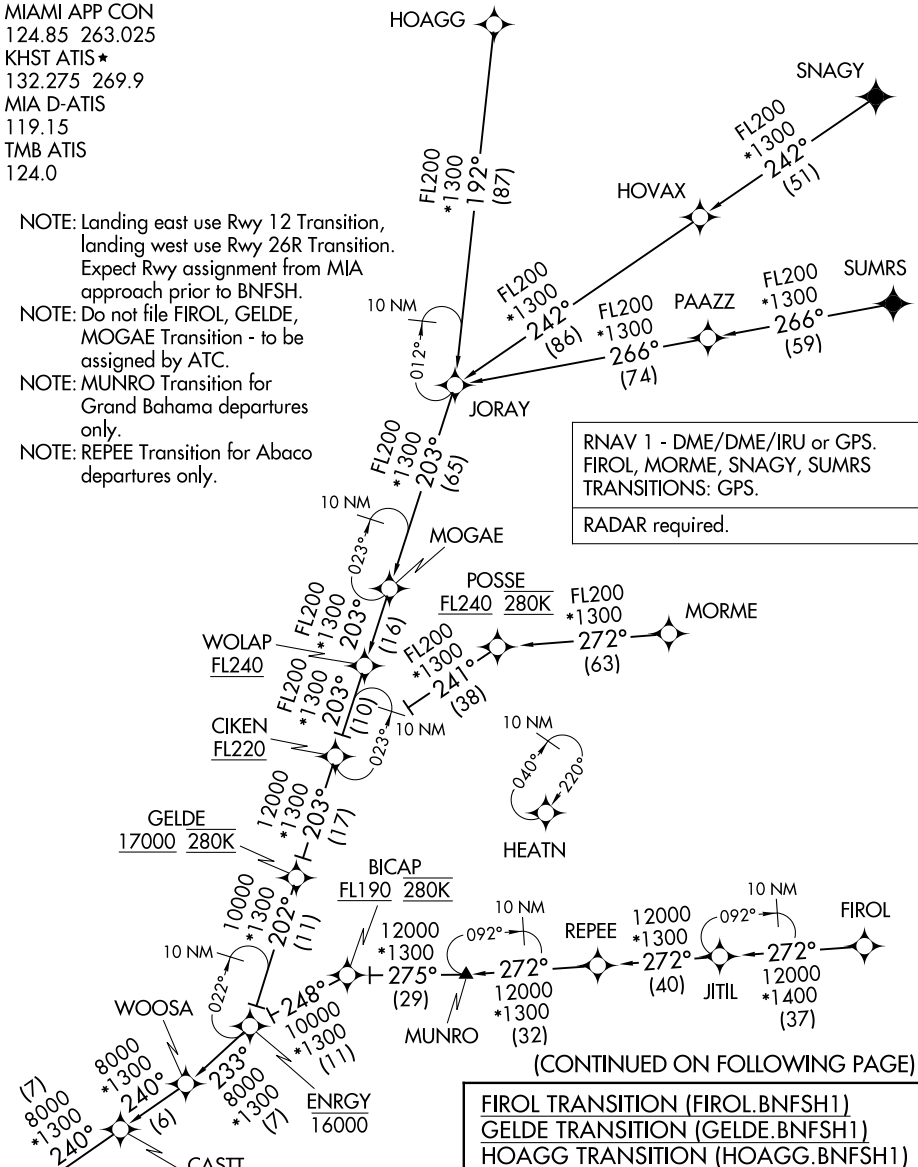 MIAMI APP CON
124.85 263.025
KHST ATIS★
132.275 269.9
MIA D-ATIS
119.15
TMB ATIS
124.0
NOTE: Landing east use Rwy 12 Transition,
landing west use Rwy 26R Transition.
Expect Rwy assignment from MIA
approach prior to BNFSH.
NOTE: Do not file FIROL, GELDE,
MOGAE Transition - to be
assigned by ATC.
NOTE: MUNRO Transition for
Grand Bahama departures
only.
NOTE: REPEE Transition for Abaco
departures only.
HOAGG
FL200
*1300
192°
(87)
SNAGY
FL200
*1300
242°
(51)
HOVAX
FL200
*1300
242°
(86)
SUMRS
FL200
*1300
266°
(59)
PAAZZ
FL200
*1300
266°
(74)
10 NM
012°
JORAY
RNAV 1 - DME/DME/IRU or GPS.
FIROL, MORME, SNAGY, SUMRS
TRANSITIONS: GPS.
RADAR required.
FL200
*1300
203°
(65)
10 NM
023°
MOGAE
FL200
*1300
203°
(16)
WOLAP
FL240
FL200
*1300
203°
(10)
POSSE
FL240 280K
FL200
*1300
272°
(63)
MORME
FL200
*1300
241°
(38)
10 NM
023°
CIKEN
FL220
12000
*1300
203°
(17)
10 NM
040°
220°
HEATN
GELDE
17000 280K
10000
*1300
202°
(11)
BICAP
FL190 280K
12000
*1300
275°
(29)
092°
10 NM
MUNRO
272°
12000
*1300
(32)
REPEE
12000
*1300
272°
(40)
092°
10 NM
JITIL
272°
12000
*1400
(37)
FIROL
248°
10000
*1300
(11)
10 NM
022°
ENRGY
16000
WOOSA
233°
8000
*1300
(7)
8000
*1300
240°
(6)
(7)
8000
*1300
240°
CASTT
(CONTINUED ON FOLLOWING PAGE)
FIROL TRANSITION (FIROL.BNFSH1)
GELDE TRANSITION (GELDE.BNFSH1)
HOAGG TRANSITION (HOAGG.BNFSH1)